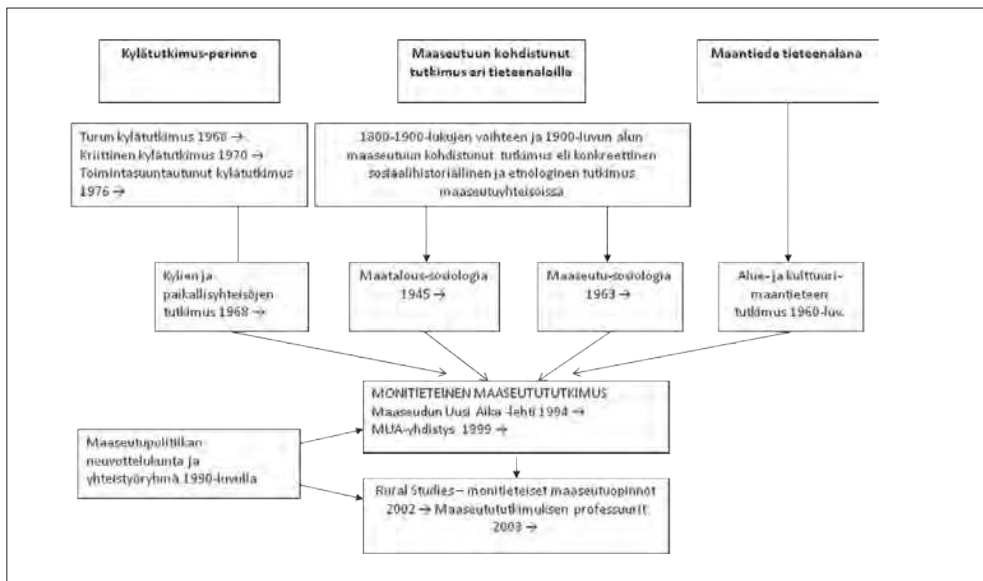 Kylätutkimus-perinne
Maaseutuun kohdistunut
tutkimus eri tieteenaloilla
Maantiede tieteenalana
Turun kylätutkimus 1968 →
Kriittinen kylätutkimus 1970 →
Toimintasuuntautunut kylätutkimus
1976 →
1800-1900-lukujen vaihteen ja 1900-luvun alun
maaseutuun kohdistunut tutkimus eli konkreettinen
sosiaalihistoriallinen ja etnologinen tutkimus
maaseutuyhteisöissä
Kylien ja
paikallisyhteisöjen
tutkimus 1968 →
Maatalous-sosiologia
1945 →
Maaseutu-sosiologia
1963 →
Alue- ja kulttuuri-
maantieteen
tutkimus 1960-luv.
MONITIETEINEN MAASEUTUTUTKIMUS
Maaseudun Uusi Aika -lehti 1994 →
MUA-yhdistys 1999 →
Maaseutupolitiikan
neuvottelukunta ja
yhteistyöryhmä 1990-luvulla
Rural Studies – monitieteiset maaseutuopinnot
2002 → Maaseututukimuksen professuurit
2003 →